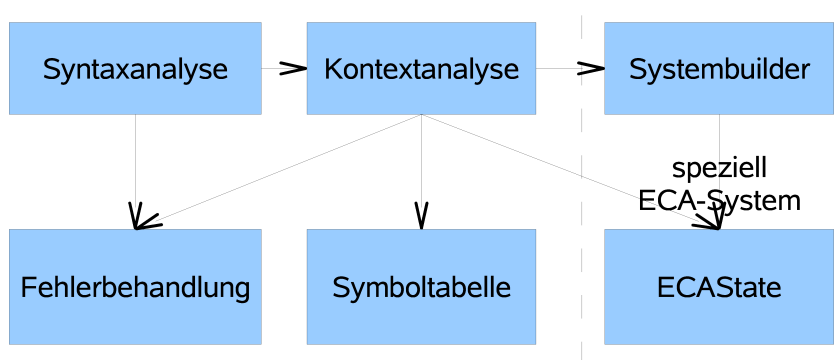 Syntaxanalyse
Kontextanalyse
Systembuilder
speziell
ECA-System
Fehlerbehandlung
Symboltabelle
ECAState